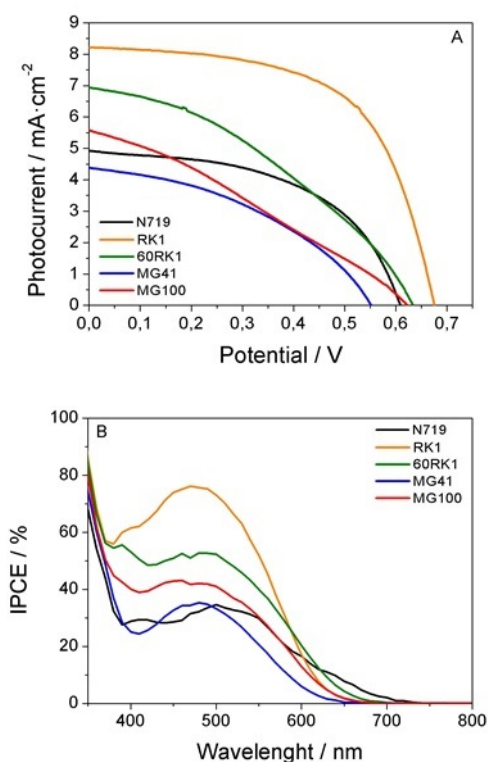 A
Photocurrent / mA·cm-2
9
8
7
6
5
4
3
2
1
0
N719
RK1
60RK1
MG41
MG100
0,0 0,1 0,2 0,3 0,4 0,5 0,6 0,7
Potential / V
B
IPCE / %
100
80
60
40
20
0
N719
RK1
60RK1
MG41
MG100
400 500 600 700 800
Wavelenght / nm